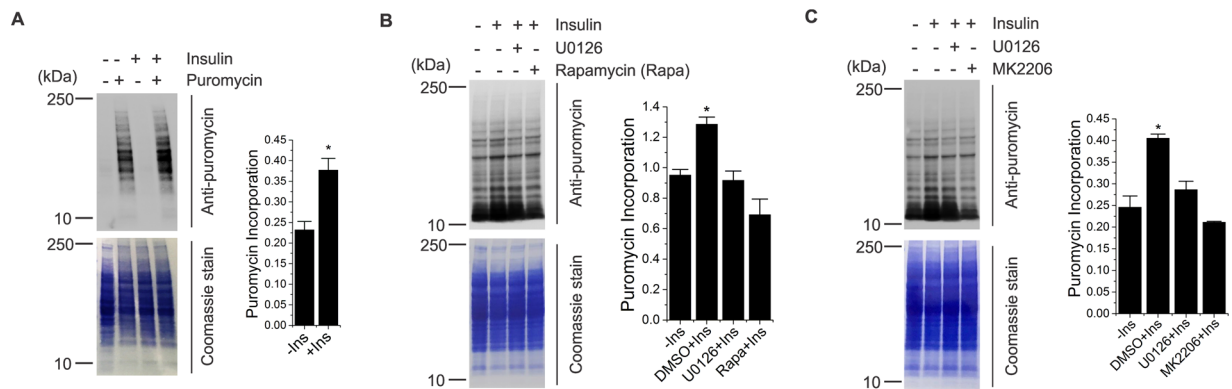 A
- - + + Insulin
- + - + Puromycin
(kDa)
250
10
Anti-puromycin
250
10
Coomassie stain
Puromycin Incorporation
0.45
0.40
0.35
0.30
0.25
0.20
0.15
0.10
0.05
0.00
*
-Ins
+Ins
B
- + + + Insulin
- - + - U0126
- - - + Rapamycin (Rapa)
(kDa)
250
10
Anti-puromycin
250
10
Coomassie stain
Puromycin Incorporation
1.4
1.2
1.0
0.8
0.6
0.4
0.2
0.0
*
-Ins
DMSO+Ins
U0126+Ins
Rapa+Ins
C
- + + + Insulin
- - + - U0126
- - - + MK2206
(kDa)
250
10
Anti-puromycin
250
10
Coomassie stain
Puromycin Incorporation
0.45
0.40
0.35
0.30
0.25
0.20
0.15
0.10
0.05
0.00
*
-Ins
DMSO+Ins
U0126+Ins
MK2206+Ins